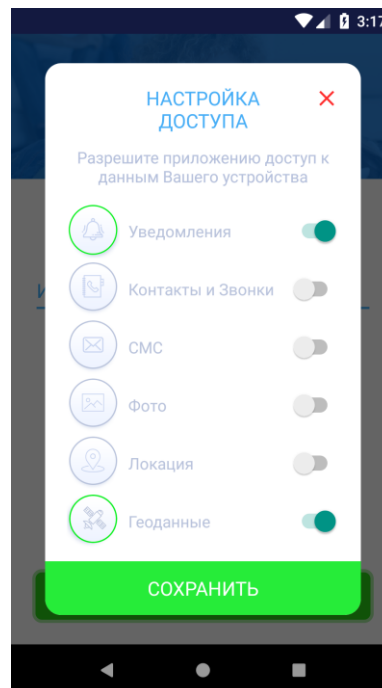 3:17
НАСТРОЙКА
ДОСТУПА
Разрешите приложению доступ к
данным Вашего устройства
Уведомления
Контакты и Звонки
СМС
Фото
Локация
Геоданные
СОХРАНИТЬ